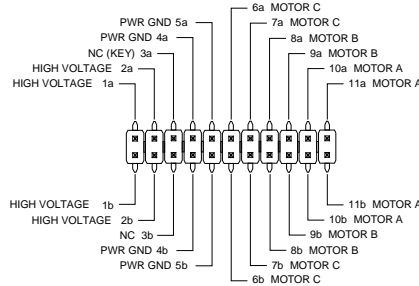 6a MOTOR C
PWR GND 5a 7a MOTOR C
PWR GND 4a 8a MOTOR B
NC (KEY) 3a 9a MOTOR B
HIGH VOLTAGE 2a 10a MOTOR A
HIGH VOLTAGE 1a 11a MOTOR A
HIGH VOLTAGE 1b 11b MOTOR A
HIGH VOLTAGE 2b 10b MOTOR A
NC 3b 9b MOTOR B
PWR GND 4b 8b MOTOR B
PWR GND 5b 7b MOTOR C
6b MOTOR C